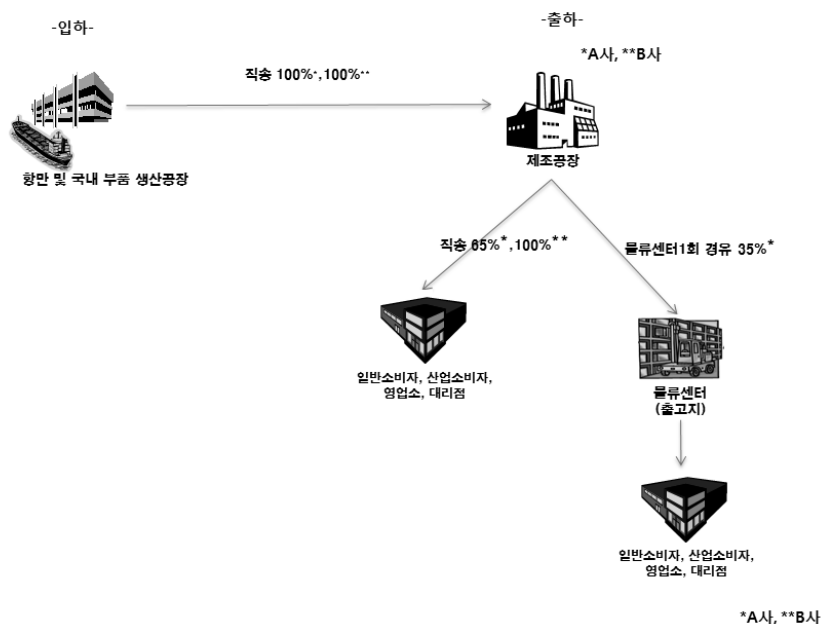 -입하-
-출하-
*A사, **B사
직송 100%*,100%**
제조공장
항만 및 국내 부품 생산공장
직송 65%*,100%**
물류센터1회 경유 35%*
일반소비자, 산업소비자,
영업소, 대리점
물류센터
(출고지)
일반소비자, 산업소비자,
영업소, 대리점
*A사, **B사